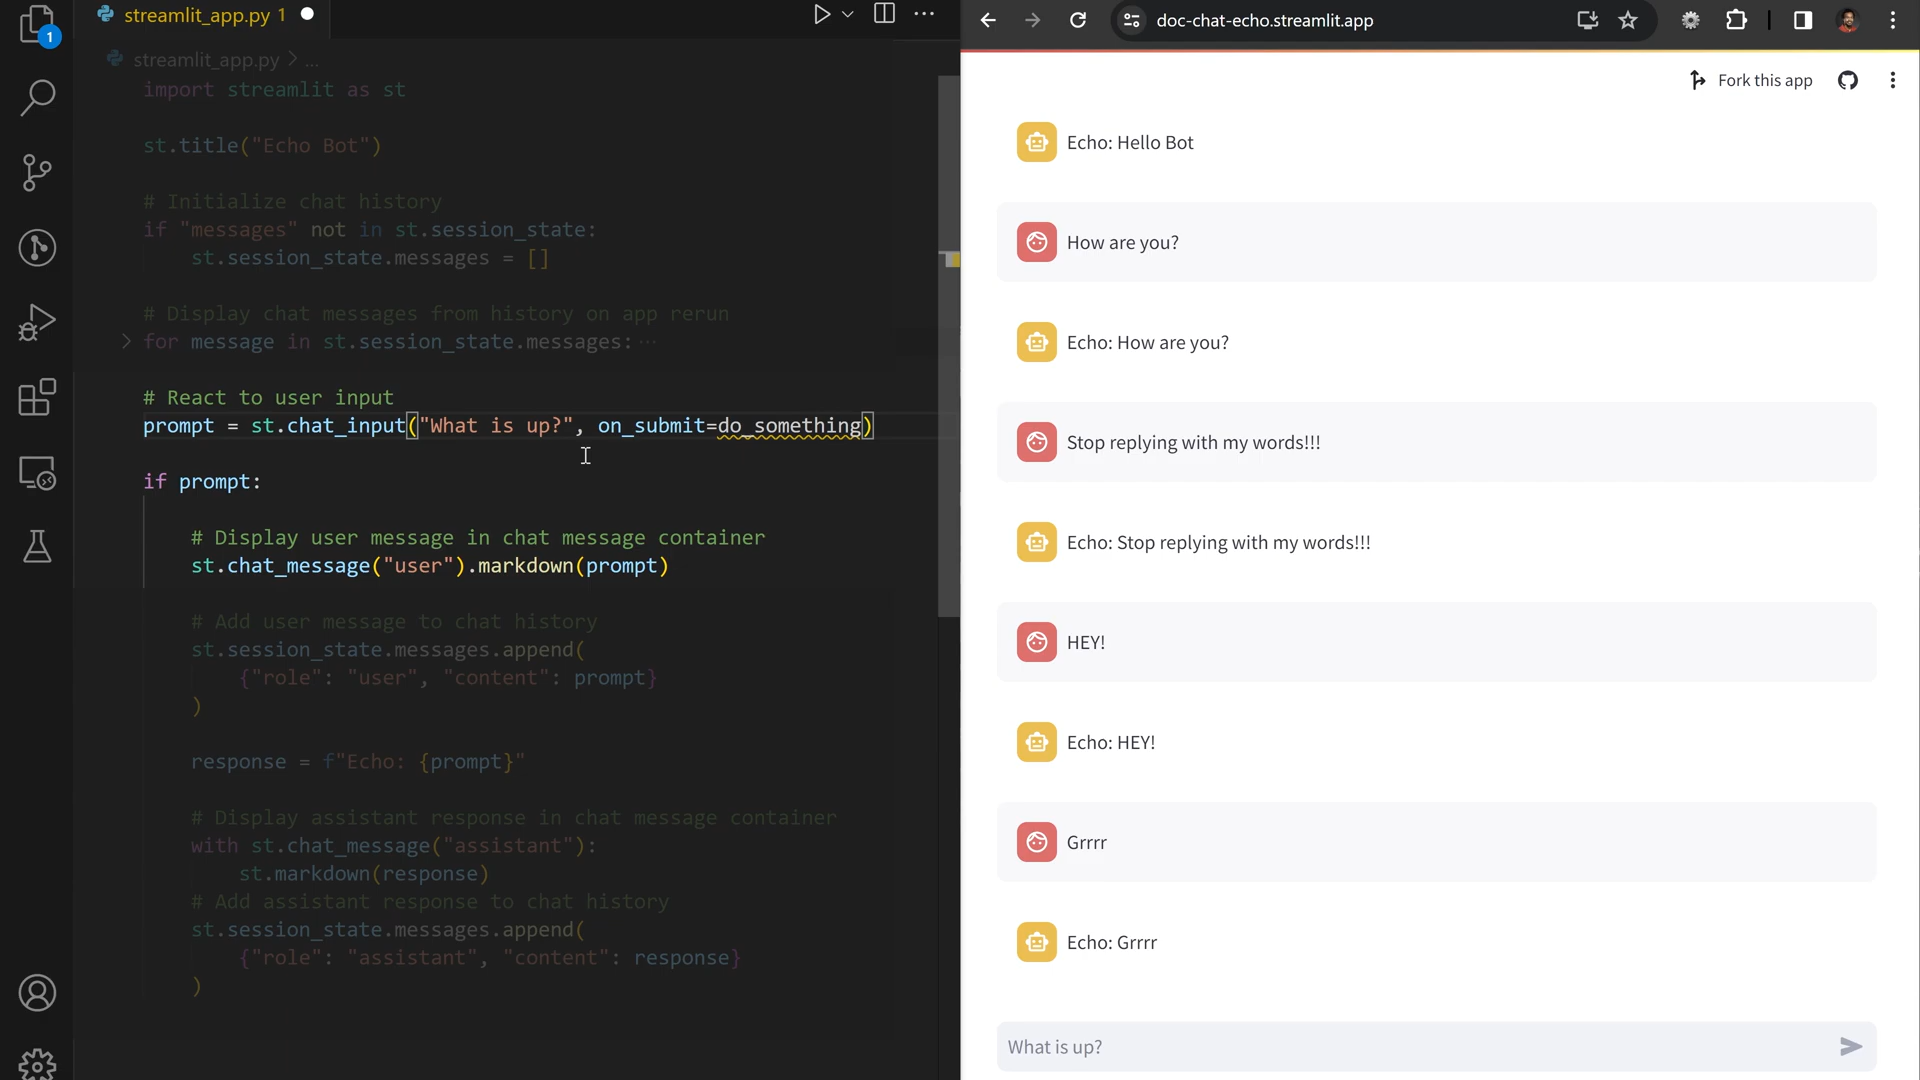 1
streamlit_app.py 1
streamlit_app.py > ...
import streamlit as st
st.title("Echo Bot")
# Initialize chat history
if "messages" not in st.session_state:
st.session_state.messages = []
# Display chat messages from history on app rerun
for message in st.session_state.messages: ...
# React to user input
prompt = st.chat_input("What is up?", on_submit=do_something)
if prompt:
# Display user message in chat message container
st.chat_message("user").markdown(prompt)
# Add user message to chat history
st.session_state.messages.append(
{"role": "user", "content": prompt}
)
response = f"Echo: {prompt}"
# Display assistant response in chat message container
with st.chat_message("assistant"):
st.markdown(response)
# Add assistant response to chat history
st.session_state.messages.append(
{"role": "assistant", "content": response}
)
doc-chat-echo.streamlit.app
Fork this app
Echo: Hello Bot
How are you?
Echo: How are you?
Stop replying with my words!!!
Echo: Stop replying with my words!!!
HEY!
Echo: HEY!
Grrrr
Echo: Grrrr
What is up?